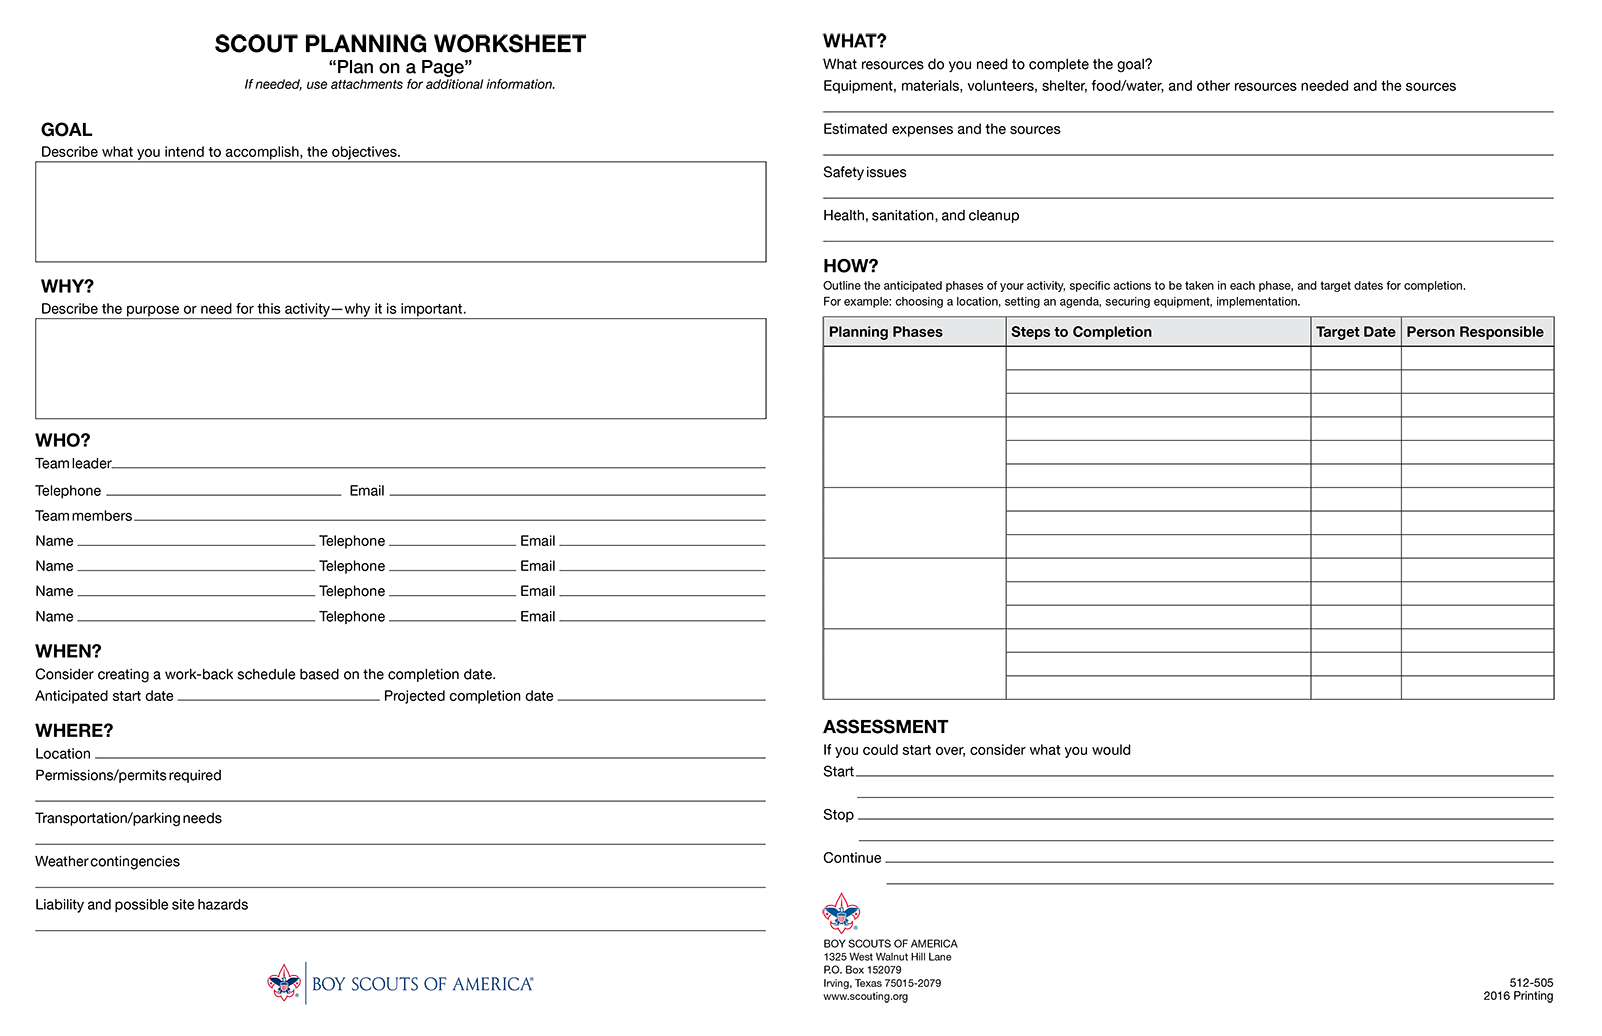 SCOUT PLANNING WORKSHEET
“Plan on a Page”
If needed, use attachments for additional information.
GOAL
Describe what you intend to accomplish, the objectives.
WHY?
Describe the purpose or need for this activity—why it is important.
WHO?
Team leader
Telephone Email
Team members
Name Telephone Email
Name Telephone Email
Name Telephone Email
Name Telephone Email
WHEN?
Consider creating a work-back schedule based on the completion date.
Anticipated start date Projected completion date
WHERE?
Location
Permissions/permits required
Transportation/parking needs
Weather contingencies
Liability and possible site hazards
BOY SCOUTS OF AMERICA®
WHAT?
What resources do you need to complete the goal?
Equipment, materials, volunteers, shelter, food/water, and other resources needed and the sources
Estimated expenses and the sources
Safety issues
Health, sanitation, and cleanup
HOW?
Outline the anticipated phases of your activity, specific actions to be taken in each phase, and target dates for completion.
For example: choosing a location, setting an agenda, securing equipment, implementation.
Planning Phases Steps to Completion Target Date Person Responsible
ASSESSMENT
If you could start over, consider what you would
Start
Stop
Continue
BOY SCOUTS OF AMERICA
1325 West Walnut Hill Lane
P.O. Box 152079
Irving, Texas 75015-2079
www.scouting.org
512-505
2016 Printing